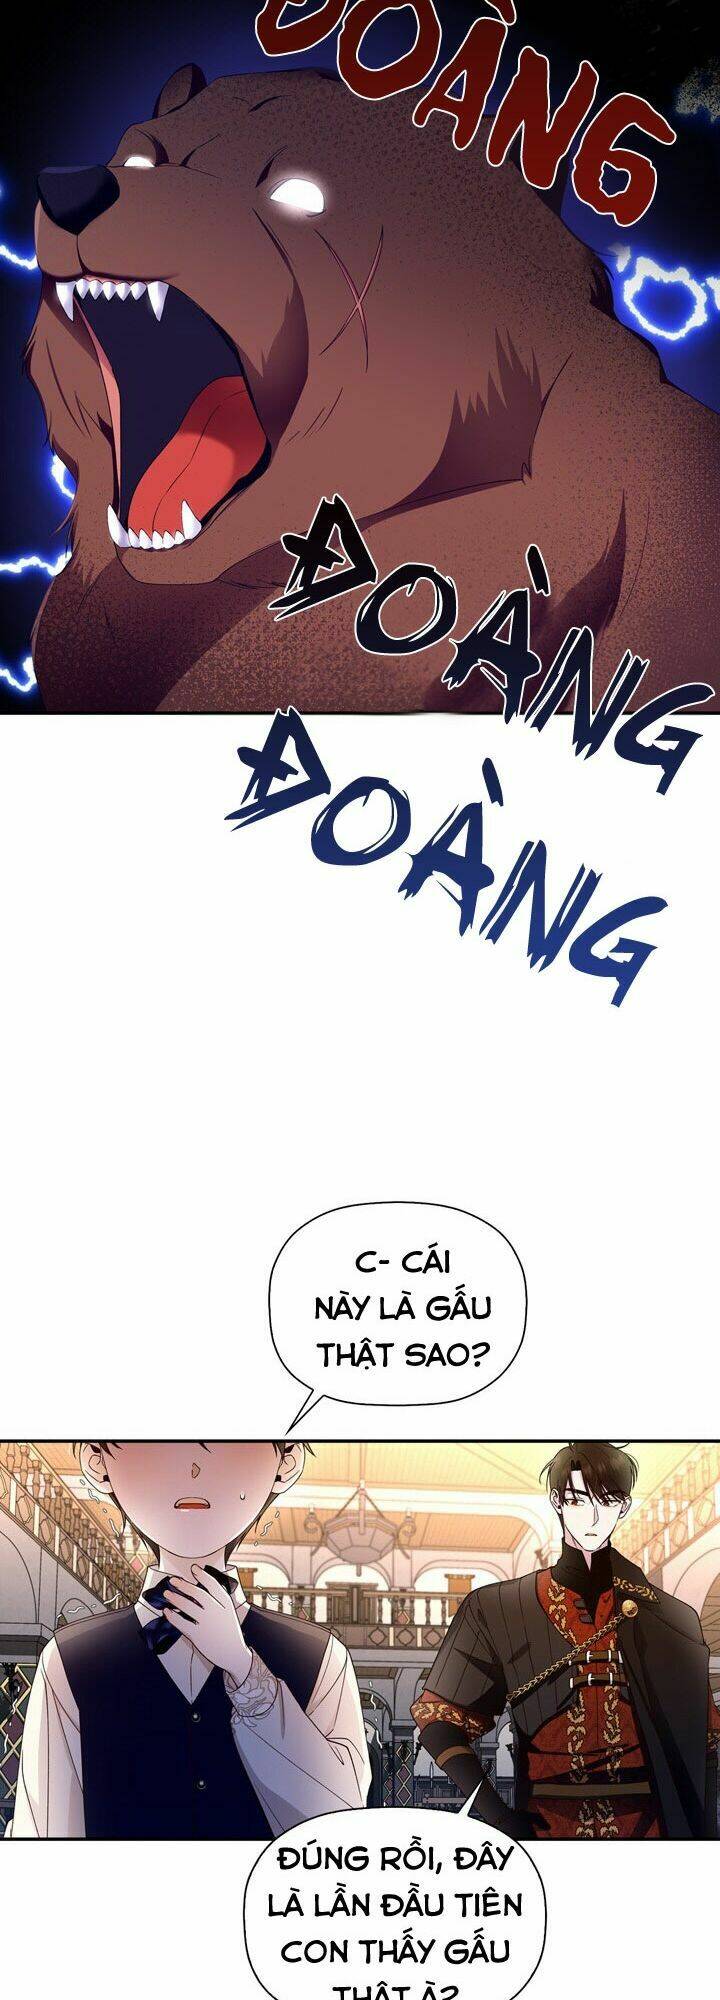 ĐOÀNG
ĐOÀNG
ĐOÀNG
C- CÁI
NÀY LÀ GẤU
THẬT SAO?
ĐÚNG RỒI, ĐÂY
LÀ LẦN ĐẦU TIÊN
CON THẤY GẤU
THẬT À?